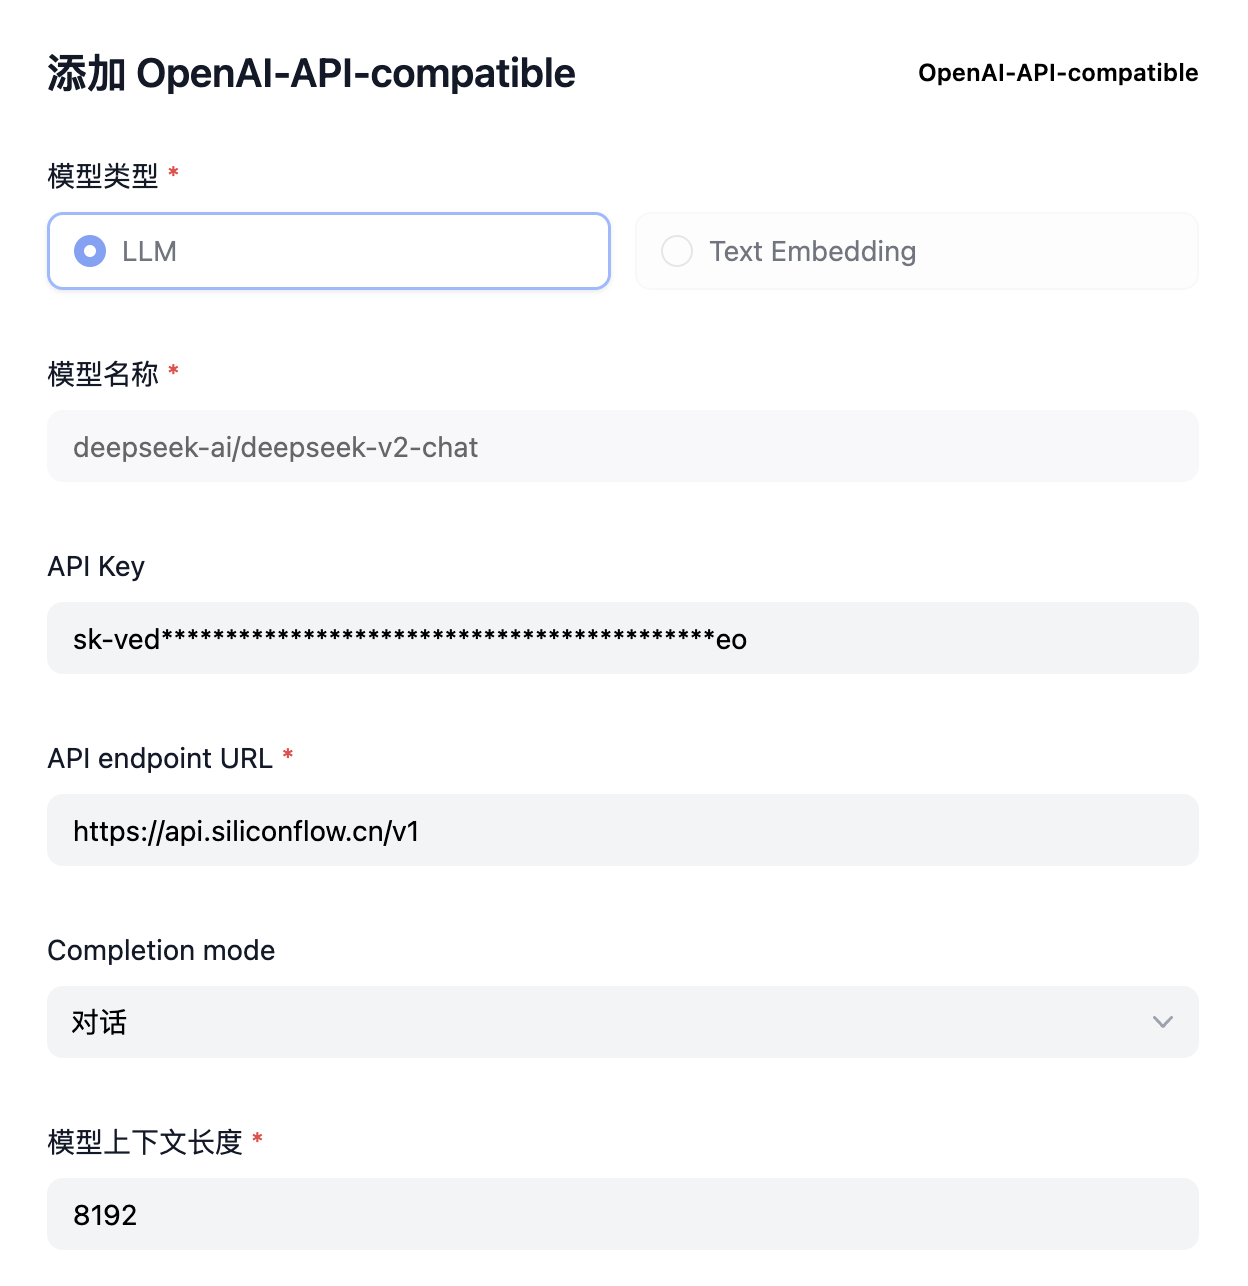 添加 OpenAI-API-compatible
OpenAI-API-compatible
模型类型 *
LLM
Text Embedding
模型名称 *
deepseek-ai/deepseek-v2-chat
API Key
sk-ved*******************************************eo
API endpoint URL *
https://api.siliconflow.cn/v1
Completion mode
对话
模型上下文长度 *
8192